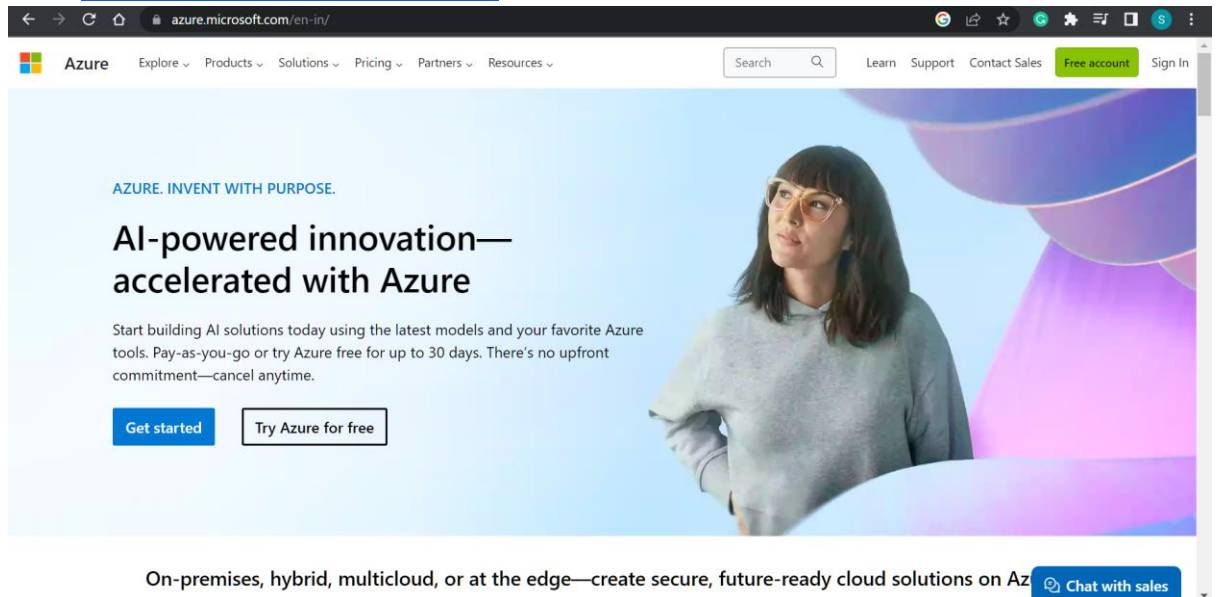 azure.microsoft.com/en-in/
S
Azure Explore Products Solutions Pricing Partners Resources Search Learn Support Contact Sales Free account Sign In
AZURE. INVENT WITH PURPOSE.
AI-powered innovation—
accelerated with Azure
Start building AI solutions today using the latest models and your favorite Azure
tools. Pay-as-you-go or try Azure free for up to 30 days. There's no upfront
commitment—cancel anytime.
Get started Try Azure for free
On-premises, hybrid, multicloud, or at the edge—create secure, future-ready cloud solutions on Az
Chat with sales